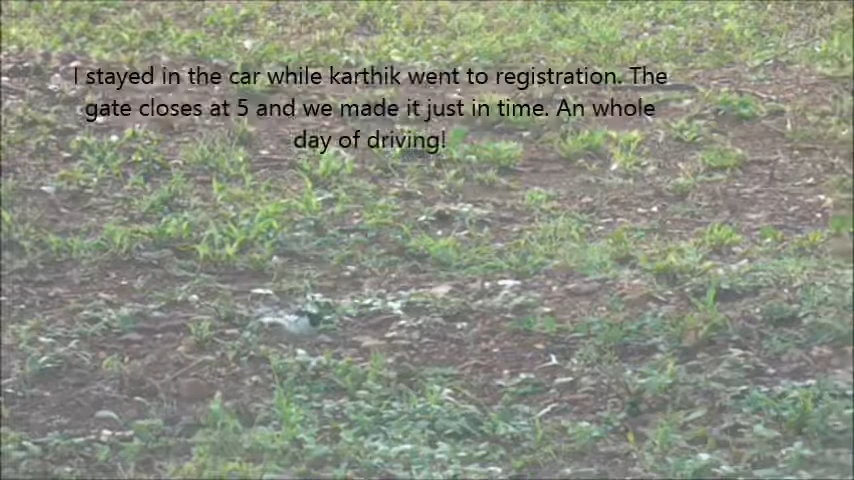 I stayed in the car while karthik went to registration. The
gate closes at 5 and we made it just in time. An whole
day of driving!